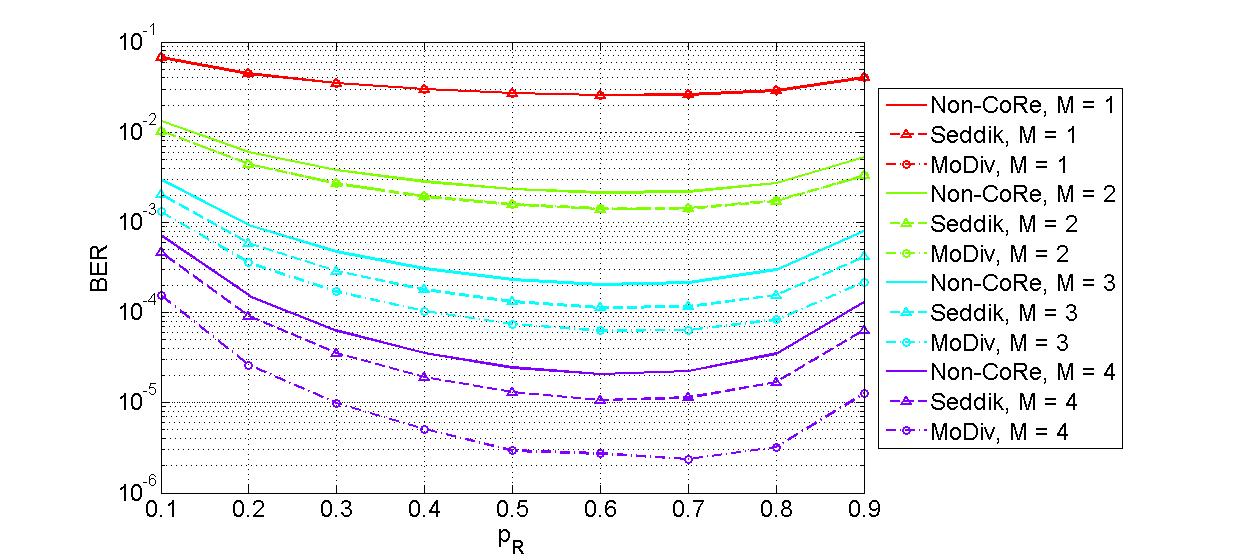 10^-1
10^-2
10^-3
10^-4
10^-5
10^-6
BER
0.1 0.2 0.3 0.4 0.5 0.6 0.7 0.8 0.9
p_R
Non-CoRe, M = 1
Seddik, M = 1
MoDiv, M = 1
Non-CoRe, M = 2
Seddik, M = 2
MoDiv, M = 2
Non-CoRe, M = 3
Seddik, M = 3
MoDiv, M = 3
Non-CoRe, M = 4
Seddik, M = 4
MoDiv, M = 4